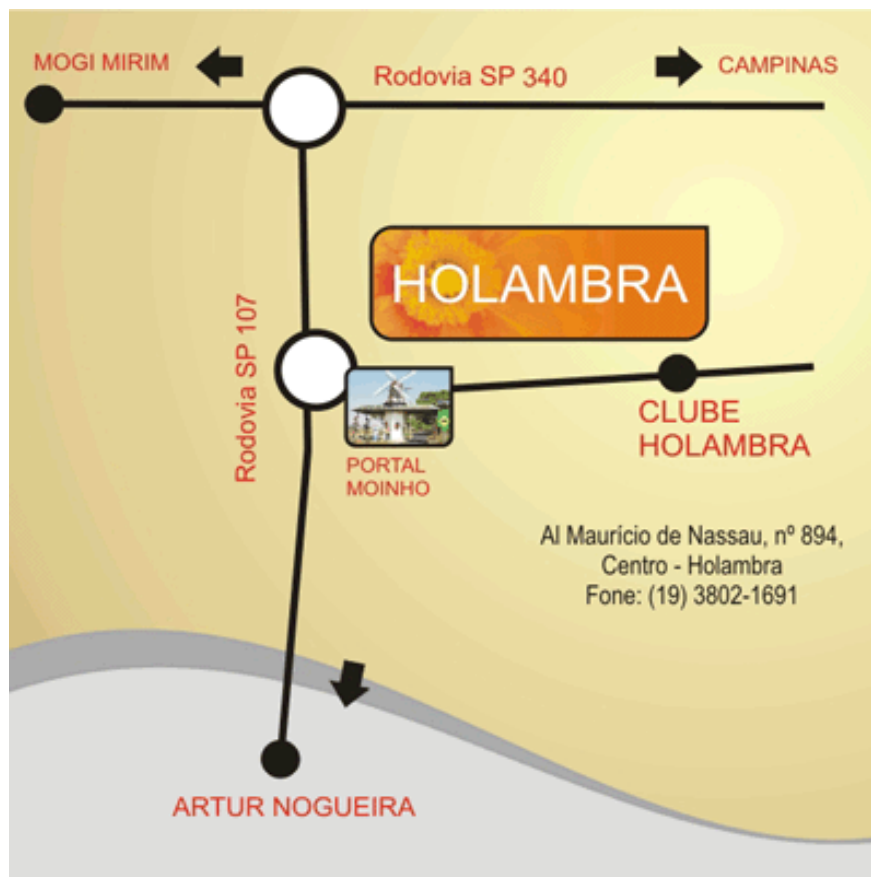 MOGI MIRIM
Rodovia SP 340
CAMPINAS
HOLAMBRA
Rodovia SP 107
PORTAL
MOINHO
CLUBE
HOLAMBRA
Al Maurício de Nassau, nº 894,
Centro - Holambra
Fone: (19) 3802-1691
ARTUR NOGUEIRA